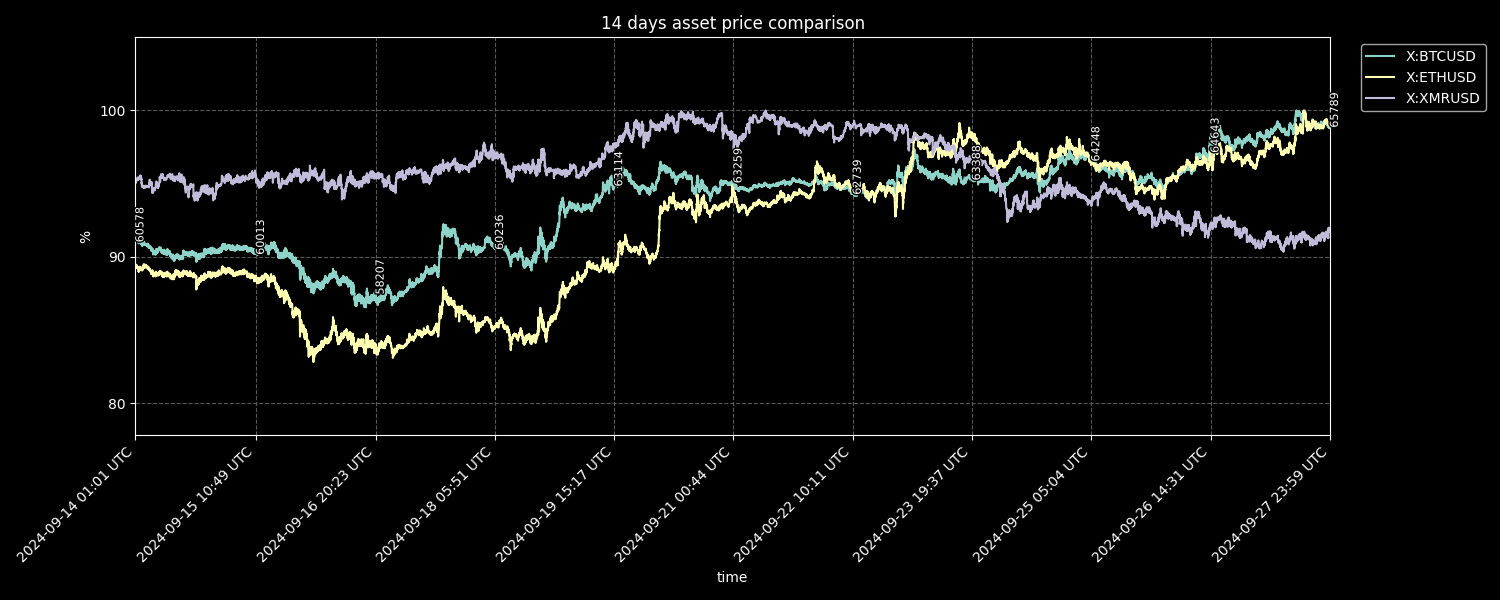 14 days asset price comparison
X:BTCUSD
X:ETHUSD
X:XMRUSD
100
90
80
%
60578
60013
58207
60236
63114
63259
62739
63388
64248
64643
65789
2024-09-14 01:01 UTC
2024-09-15 10:49 UTC
2024-09-16 20:23 UTC
2024-09-18 05:51 UTC
2024-09-19 15:17 UTC
2024-09-21 00:44 UTC
2024-09-22 10:11 UTC
2024-09-23 19:37 UTC
2024-09-25 05:04 UTC
2024-09-26 14:31 UTC
2024-09-27 23:59 UTC
time